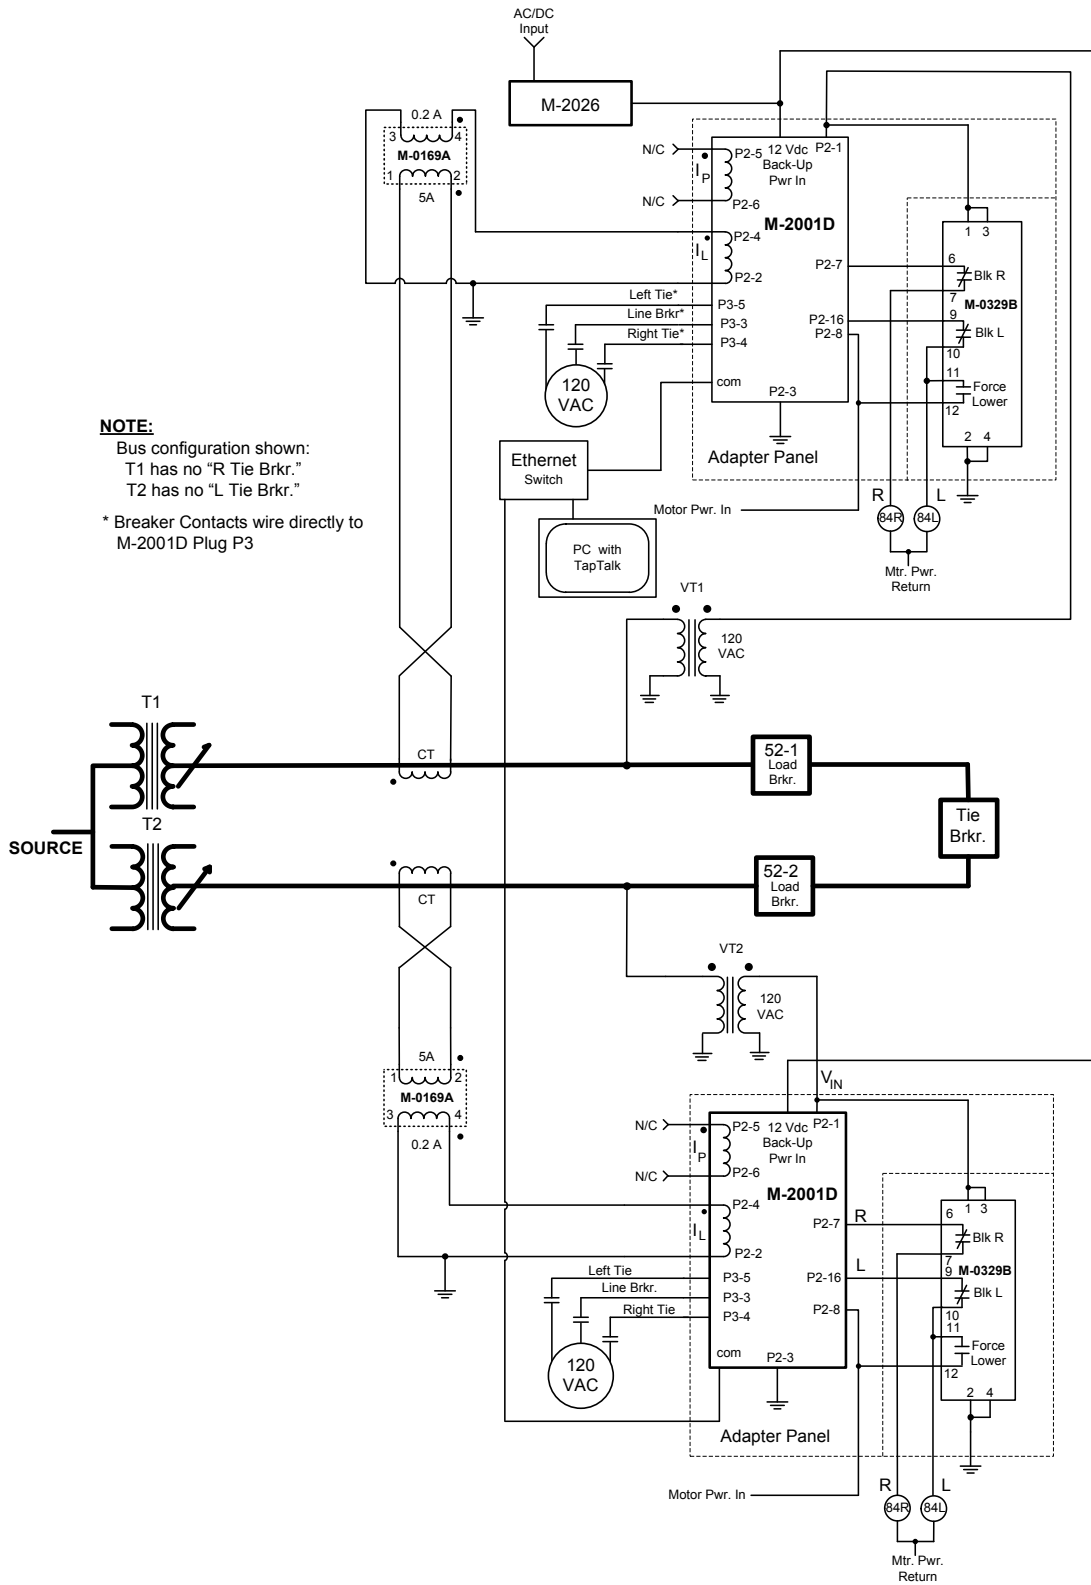 AC/DC
Input
M-2026
0.2 A
3
4
M-0169A
1
2
5A
N/C
N/C
I
P
I
L
P2-5
P2-6
12 Vdc
Back-Up
Pwr In
P2-1
M-2001D
P2-4
P2-2
P2-7
P2-16
P2-8
Left Tie*
P3-5
Line Brkr*
P3-3
Right Tie*
P3-4
com
P2-3
120
VAC
1
3
6
Blk R
7
M-0329B
9
Blk L
10
11
Force
Lower
12
2
4
Adapter Panel
NOTE:
Bus configuration shown:
T1 has no “R Tie Brkr.”
T2 has no “L Tie Brkr.”
* Breaker Contacts wire directly to
M-2001D Plug P3
Ethernet
Switch
PC with
TapTalk
Motor Pwr. In
R
L
84R
84L
Mtr. Pwr.
Return
VT1
120
VAC
T1
CT
52-1
Load
Brkr.
Tie
Brkr.
SOURCE
T2
CT
52-2
Load
Brkr.
VT2
120
VAC
5A
1
2
M-0169A
3
4
0.2 A
V
IN
N/C
N/C
I
P
I
L
P2-5
P2-6
12 Vdc
Back-Up
Pwr In
P2-1
M-2001D
P2-4
P2-2
P2-7
R
P2-16
L
P2-8
Left Tie
P3-5
Line Brkr.
P3-3
Right Tie
P3-4
com
P2-3
120
VAC
1
3
6
Blk R
7
M-0329B
9
Blk L
10
11
Force
Lower
12
2
4
Adapter Panel
Motor Pwr. In
R
L
84R
84L
Mtr. Pwr.
Return